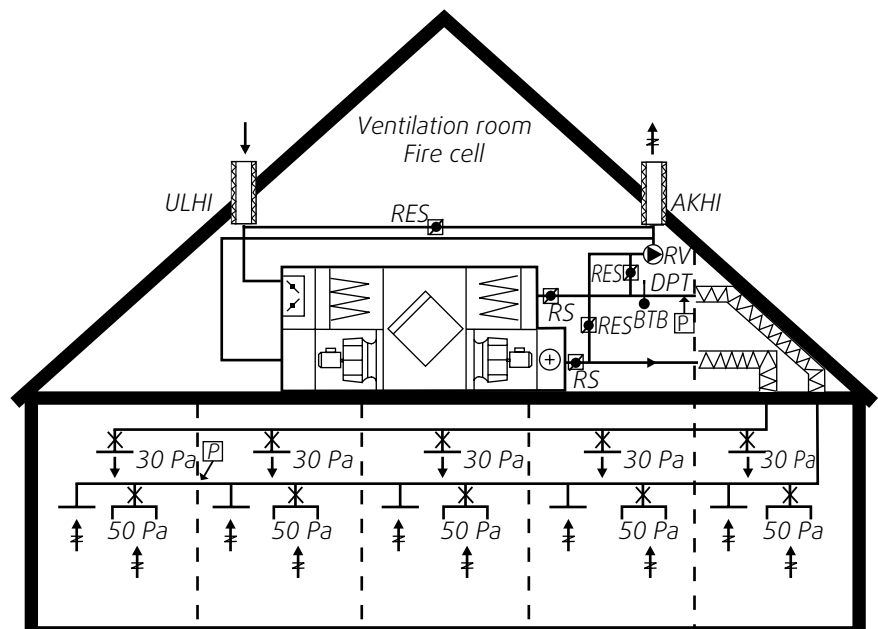 Ventilation room
Fire cell
ULHI
AKHI
RES
RV
RES
DPT
RS
RES
BTB
P
RS
30 Pa
P
30 Pa
30 Pa
30 Pa
30 Pa
50 Pa
50 Pa
50 Pa
50 Pa
50 Pa